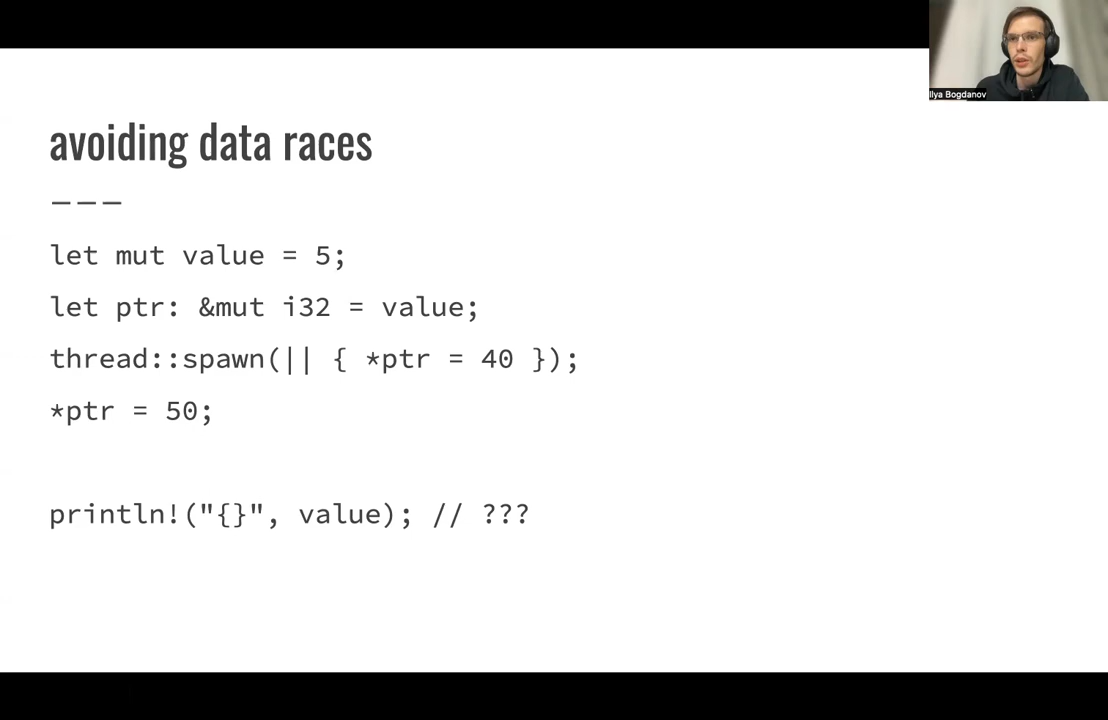 Ilya Bogdanov
avoiding data races
---
let mut value = 5;
let ptr: &mut i32 = value;
thread::spawn(|| { *ptr = 40 });
*ptr = 50;
println!("{}", value); // ???